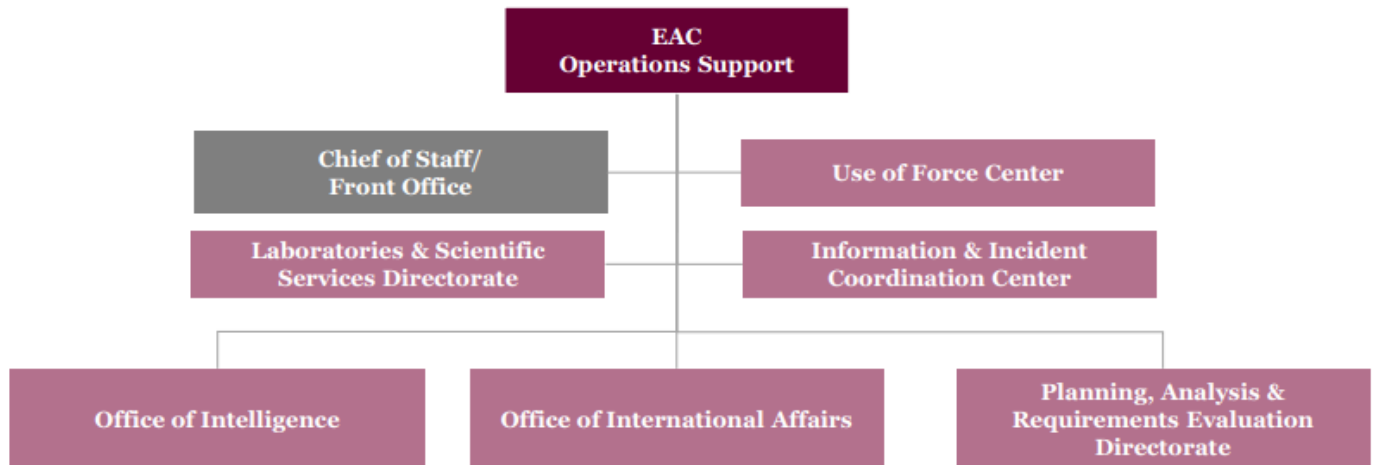 EAC
Operations Support
Chief of Staff/
Front Office
Use of Force Center
Laboratories & Scientific
Services Directorate
Information & Incident
Coordination Center
Office of Intelligence
Office of International Affairs
Planning, Analysis &
Requirements Evaluation
Directorate